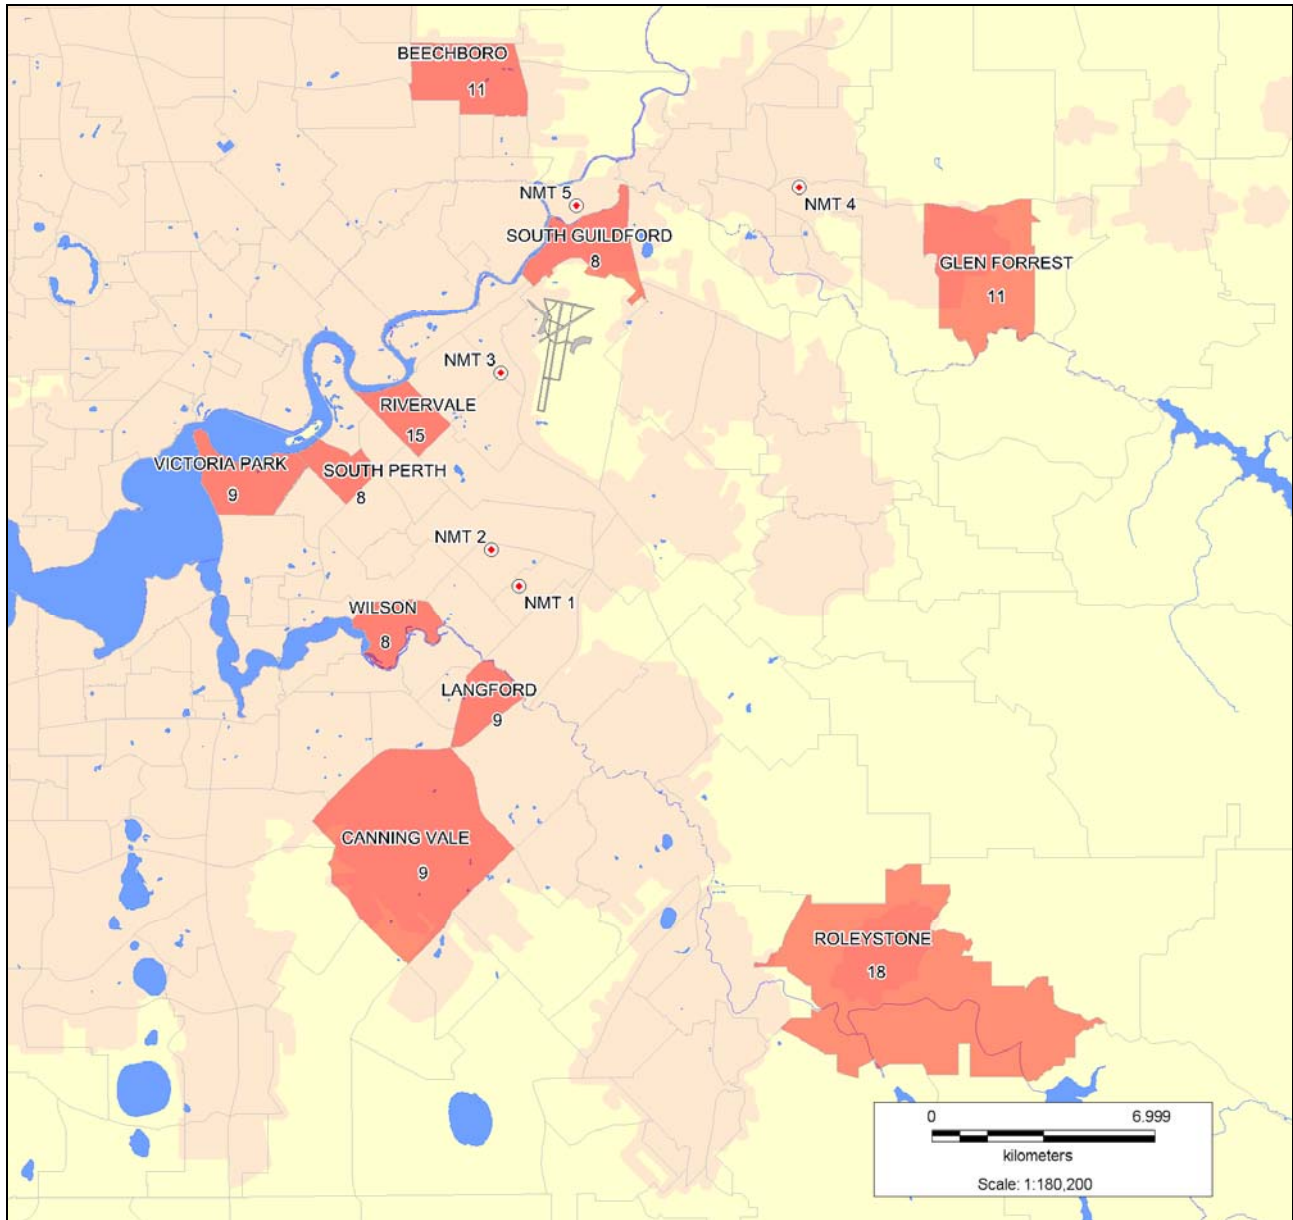 BEECHBORO
11
NMT 5
NMT 4
SOUTH GUILDFORD
8
GLEN FORREST
11
NMT 3
RIVERVALE
15
VICTORIA PARK
9
SOUTH PERTH
8
NMT 2
NMT 1
WILSON
8
LANGFORD
9
CANNING VALE
9
ROLEYSTONE
18
0 6.999
kilometers
Scale: 1:180,200